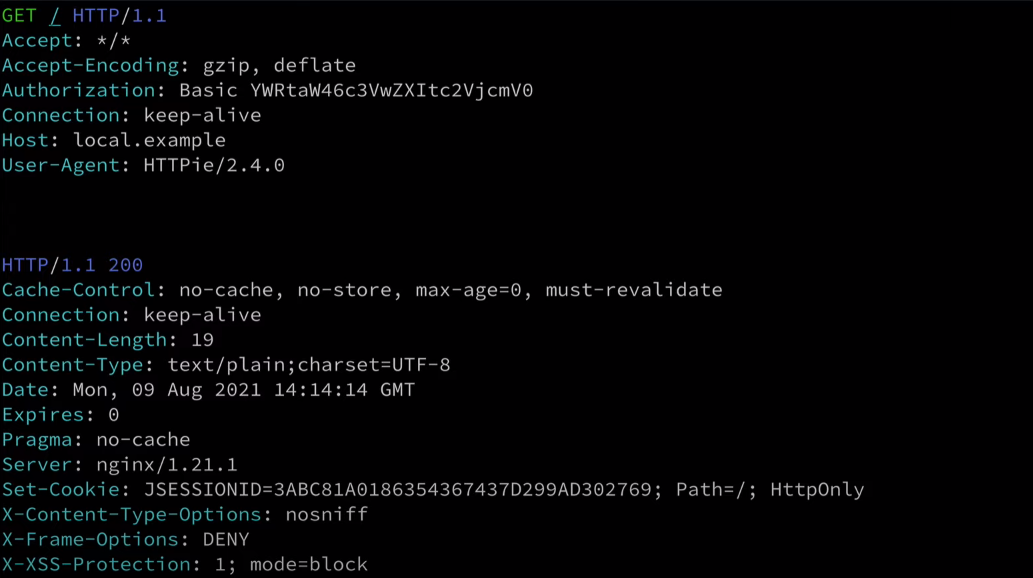 GET / HTTP/1.1
Accept: */*
Accept-Encoding: gzip, deflate
Authorization: Basic YWRtaW46c3VwZXItc2VjcmV0
Connection: keep-alive
Host: local.example
User-Agent: HTTPie/2.4.0
HTTP/1.1 200
Cache-Control: no-cache, no-store, max-age=0, must-revalidate
Connection: keep-alive
Content-Length: 19
Content-Type: text/plain;charset=UTF-8
Date: Mon, 09 Aug 2021 14:14:14 GMT
Expires: 0
Pragma: no-cache
Server: nginx/1.21.1
Set-Cookie: JSESSIONID=3ABC81A0186354367437D299AD302769; Path=/; HttpOnly
X-Content-Type-Options: nosniff
X-Frame-Options: DENY
X-XSS-Protection: 1; mode=block